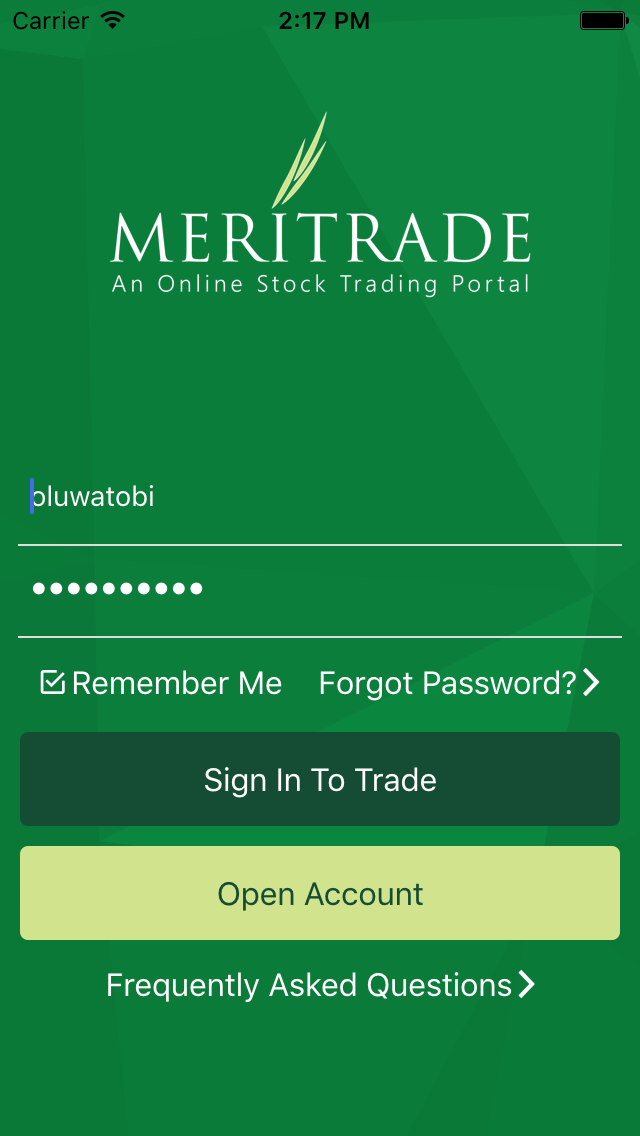 Carrier 2:17 PM
MERITRADE
An Online Stock Trading Portal
oluwatobi
••••••••••
Remember Me Forgot Password?
Sign In To Trade
Open Account
Frequently Asked Questions